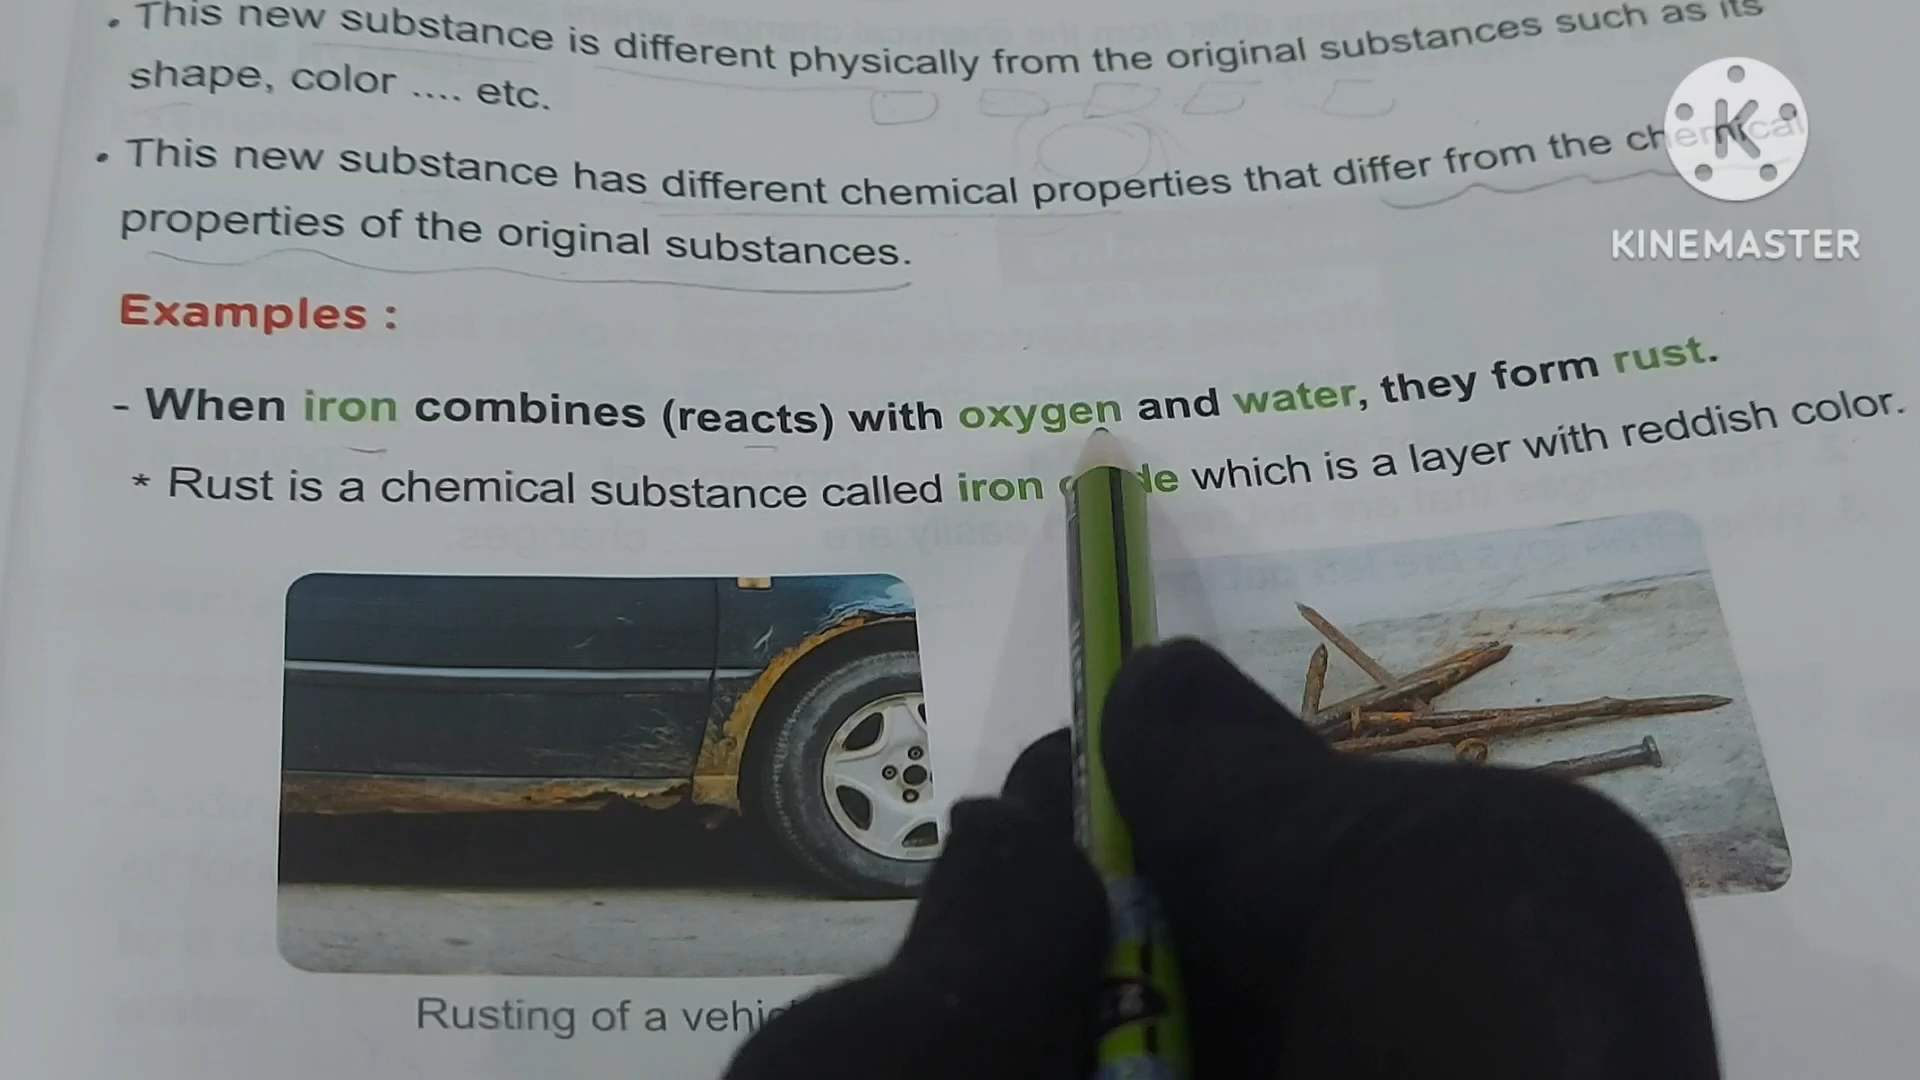 • This new substance is different physically from the original substances such as its
shape, color .... etc.
• This new substance has different chemical properties that differ from the chemical
properties of the original substances.
Examples :
- When iron combines (reacts) with oxygen and water, they form rust.
* Rust is a chemical substance called iron which is a layer with reddish color.
Rusting of a
KINEMASTER